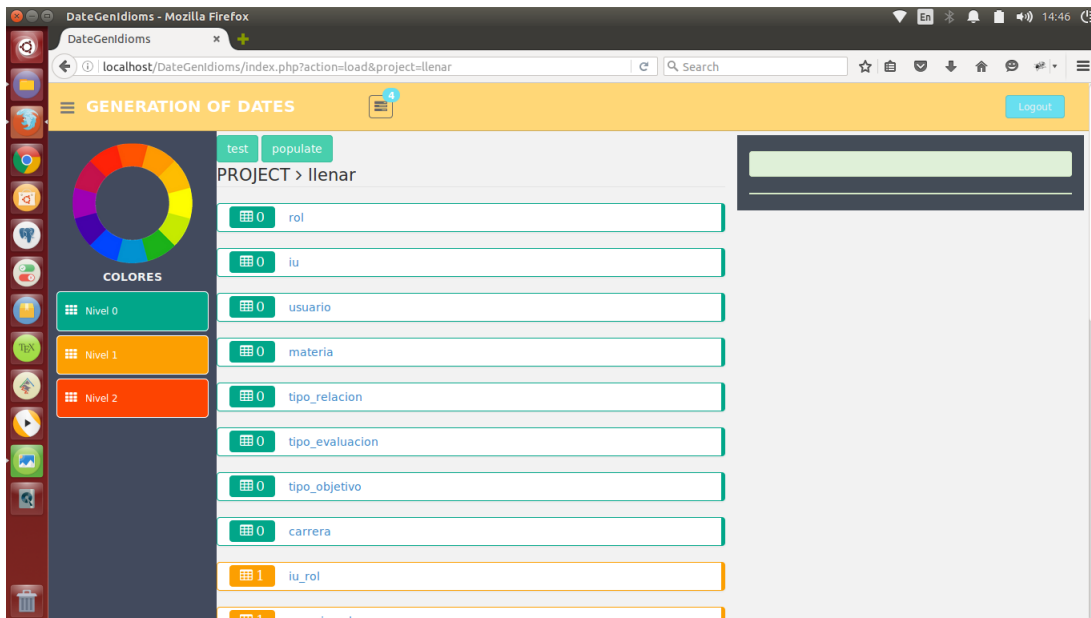 DateGenIdioms - Mozilla Firefox
En
14:46
DateGenIdioms
localhost/DateGenIdioms/index.php?action=load&project=llenar
Search
GENERATION OF DATES
4
Logout
test populate
PROJECT > llenar
COLORES
Nivel 0
Nivel 1
Nivel 2
0 rol
0 iu
0 usuario
0 materia
0 tipo_relacion
0 tipo_evaluacion
0 tipo_objetivo
0 carrera
1 iu_rol
TEX